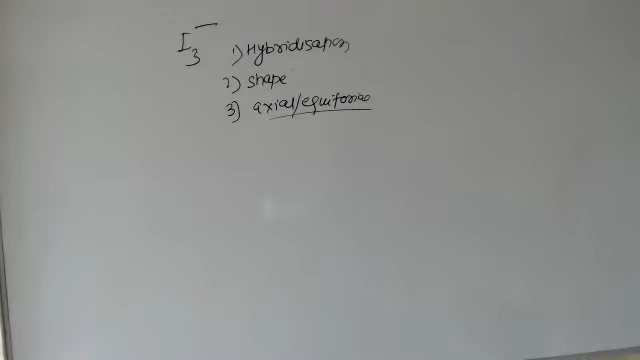 I₃⁻ 1) Hybridisation
2) shape
3) axial/equitorial